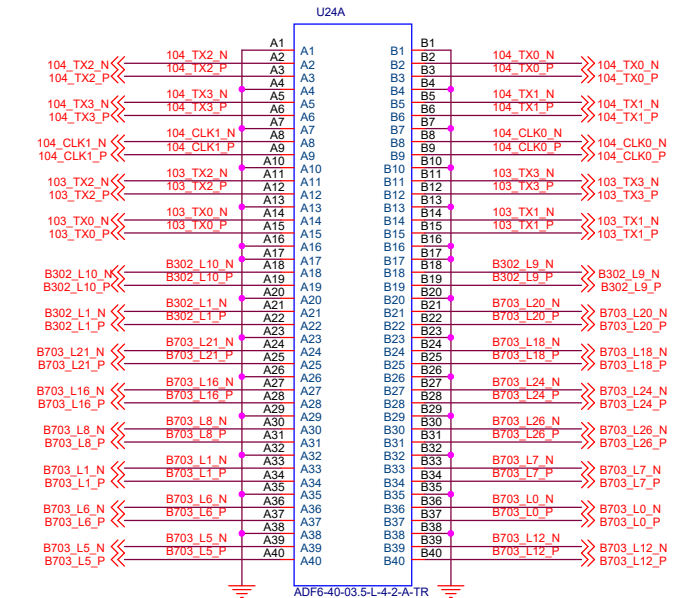 U24A
A1 A1 B1 B1
104_TX2_N 104_TX2_N A2 A2 B2 B2 104_TX0_N 104_TX0_N
104_TX2_P 104_TX2_P A3 A3 B3 B3 104_TX0_P 104_TX0_P
A4 A4 B4 B4
104_TX3_N 104_TX3_N A5 A5 B5 B5 104_TX1_N 104_TX1_N
104_TX3_P 104_TX3_P A6 A6 B6 B6 104_TX1_P 104_TX1_P
A7 A7 B7 B7
104_CLK1_N 104_CLK1_N A8 A8 B8 B8 104_CLK0_N 104_CLK0_N
104_CLK1_P 104_CLK1_P A9 A9 B9 B9 104_CLK0_P 104_CLK0_P
A10 A10 B10 B10
103_TX2_N 103_TX2_N A11 A11 B11 B11 103_TX3_N 103_TX3_N
103_TX2_P 103_TX2_P A12 A12 B12 B12 103_TX3_P 103_TX3_P
A13 A13 B13 B13
103_TX0_N 103_TX0_N A14 A14 B14 B14 103_TX1_N 103_TX1_N
103_TX0_P 103_TX0_P A15 A15 B15 B15 103_TX1_P 103_TX1_P
A16 A16 B16 B16
A17 A17 B17 B17
B302_L10_N B302_L10_N A18 A18 B18 B18 B302_L9_N B302_L9_N
B302_L10_P B302_L10_P A19 A19 B19 B19 B302_L9_P B302_L9_P
A20 A20 B20 B20
B302_L1_N B302_L1_N A21 A21 B21 B21 B703_L20_N B703_L20_N
B302_L1_P B302_L1_P A22 A22 B22 B22 B703_L20_P B703_L20_P
A23 A23 B23 B23
B703_L21_N B703_L21_N A24 A24 B24 B24 B703_L18_N B703_L18_N
B703_L21_P B703_L21_P A25 A25 B25 B25 B703_L18_P B703_L18_P
A26 A26 B26 B26
B703_L16_N B703_L16_N A27 A27 B27 B27 B703_L24_N B703_L24_N
B703_L16_P B703_L16_P A28 A28 B28 B28 B703_L24_P B703_L24_P
A29 A29 B29 B29
B703_L8_N B703_L8_N A30 A30 B30 B30 B703_L26_N B703_L26_N
B703_L8_P B703_L8_P A31 A31 B31 B31 B703_L26_P B703_L26_P
A32 A32 B32 B32
B703_L1_N B703_L1_N A33 A33 B33 B33 B703_L7_N B703_L7_N
B703_L1_P B703_L1_P A34 A34 B34 B34 B703_L7_P B703_L7_P
A35 A35 B35 B35
B703_L6_N B703_L6_N A36 A36 B36 B36 B703_L0_N B703_L0_N
B703_L6_P B703_L6_P A37 A37 B37 B37 B703_L0_P B703_L0_P
A38 A38 B38 B38
B703_L5_N B703_L5_N A39 A39 B39 B39 B703_L12_N B703_L12_N
B703_L5_P B703_L5_P A40 A40 B40 B40 B703_L12_P B703_L12_P
ADF6-40-03.5-L-4-2-A-TR